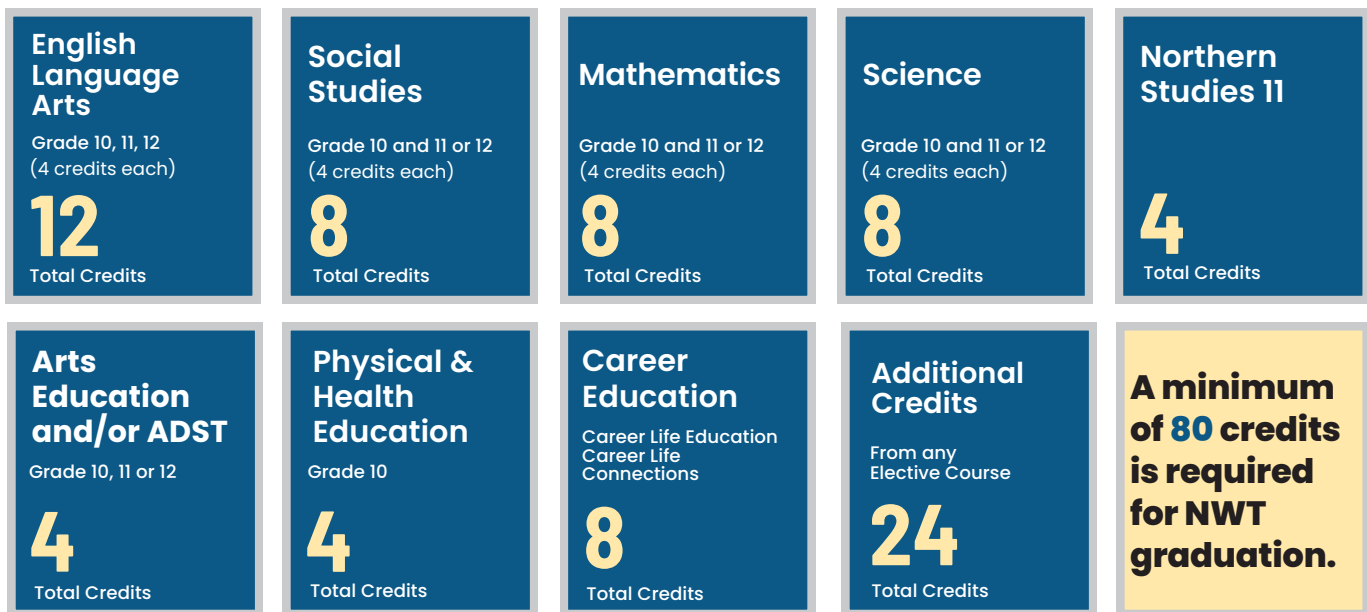 English
Language
Arts
Grade 10, 11, 12
(4 credits each)
12
Total Credits
Social
Studies
Grade 10 and 11 or 12
(4 credits each)
8
Total Credits
Mathematics
Grade 10 and 11 or 12
(4 credits each)
8
Total Credits
Science
Grade 10 and 11 or 12
(4 credits each)
8
Total Credits
Northern
Studies 11
4
Total Credits
Arts
Education
and/or ADST
Grade 10, 11 or 12
4
Total Credits
Physical &
Health
Education
Grade 10
4
Total Credits
Career
Education
Career Life Education
Career Life
Connections
8
Total Credits
Additional
Credits
From any
Elective Course
24
Total Credits
A minimum
of 80 credits
is required
for NWT
graduation.